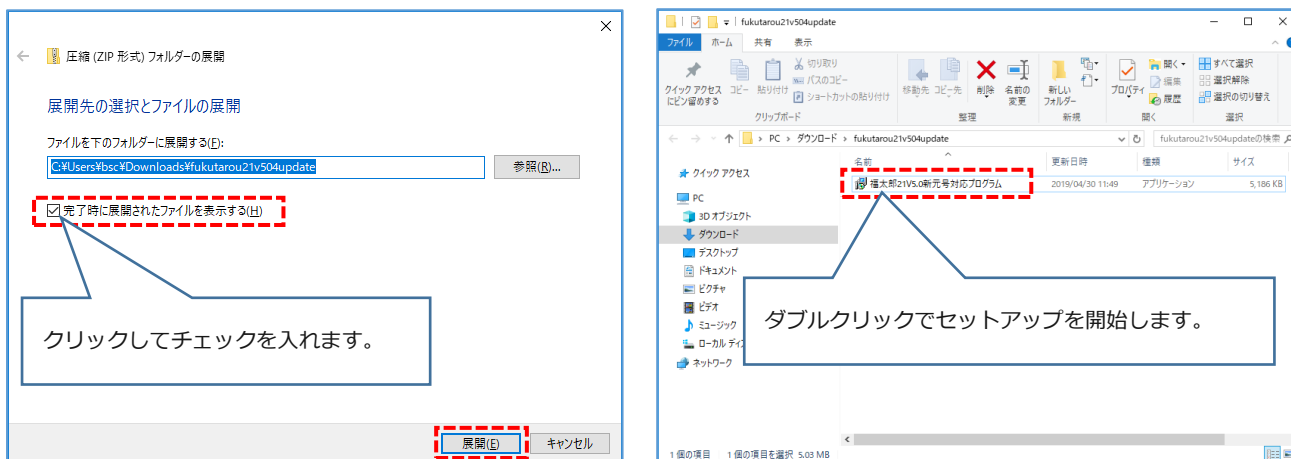 圧縮 (ZIP 形式) フォルダーの展開
展開先の選択とファイルの展開
ファイルを下のフォルダーに展開する(F):
C:¥Users¥bsc¥Downloads¥fukutarou21v504update
参照(R)...
完了時に展開されたファイルを表示する(H)
クリックしてチェックを入れます。
展開(E)
キャンセル
fukutarou21v504update
ファイル ホーム 共有 表示
クイック アクセス
にピン留めする
コピー
貼り付け
切り取り
パスのコピー
ショートカットの貼り付け
クリップボード
移動先
コピー先
削除
名前の
変更
整理
新しい
フォルダー
新規
プロパティ
開く
編集
履歴
開く
すべて選択
選択解除
選択の切り替え
選択
PC › ダウンロード › fukutarou21v504update
fukutarou21v504updateの検索
名前 更新日時 種類 サイズ
福太郎21V5.0新元号対応プログラム 2019/04/30 11:49 アプリケーション 5,186 KB
クイック アクセス
PC
3D オブジェクト
ダウンロード
デスクトップ
ドキュメント
ピクチャ
ビデオ
ミュージック
ローカル ディ
ネットワーク
ダブルクリックでセットアップを開始します。
1 個の項目 1 個の項目を選択 5.03 MB